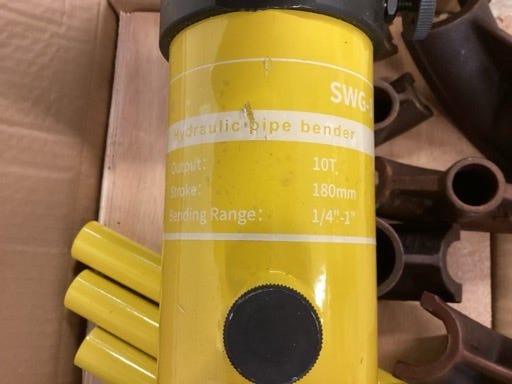 SWG-
Hydraulic pipe bender
Output: 10T
Stroke: 180mm
Bending Range: 1/4"-1"